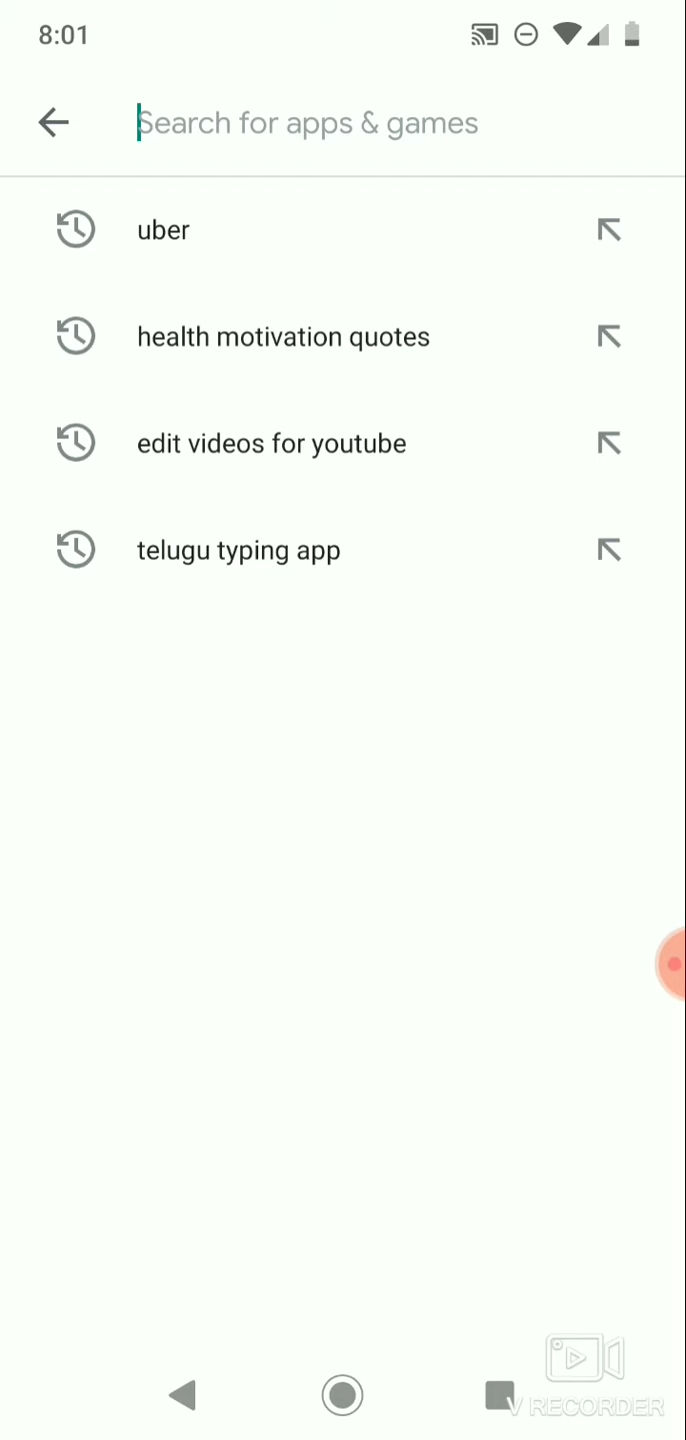 8:01
Search for apps & games
uber
health motivation quotes
edit videos for youtube
telugu typing app
V RECORDER